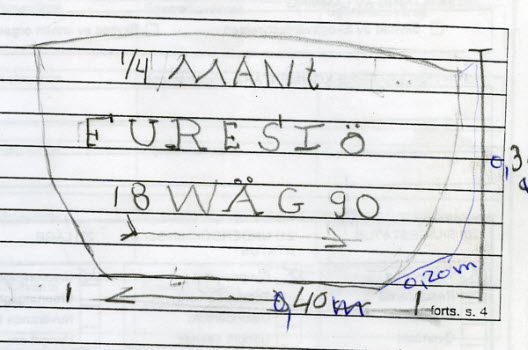 1/4 MANt
FURESIÖ
18 WÄG 90
0,3
0,20 m
0,40 m
forts. s. 4